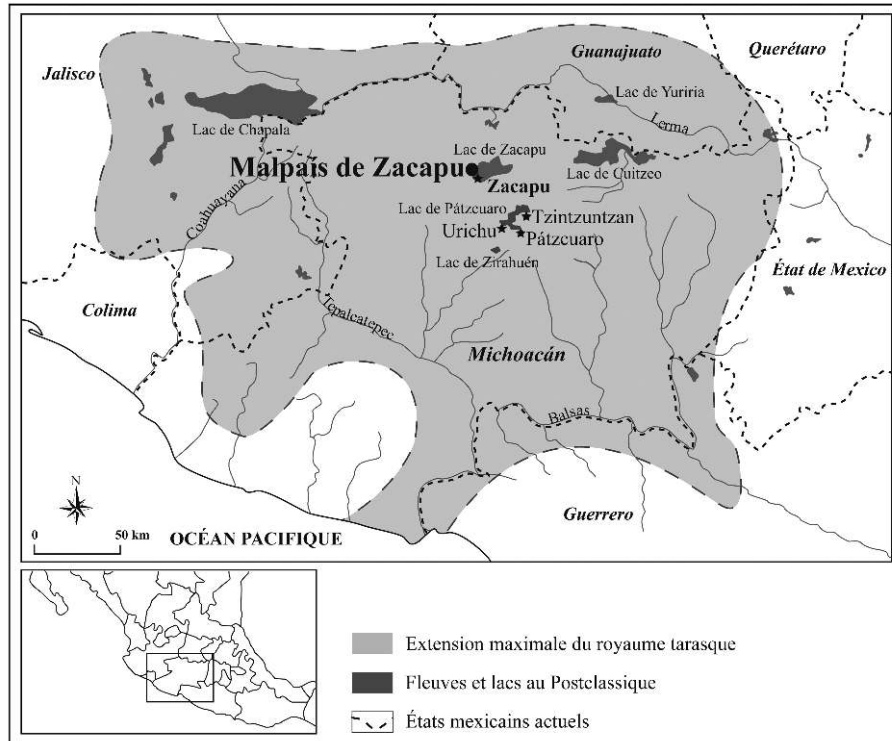 Jalisco
Guanajuato
Querétaro
Lac de Yuriria
Lerma
Lac de Chapala
Lac de Zacapu
Malpaís de Zacapu
Zacapu
Lac de Cuitzeo
Coahuayana
Lac de Pátzcuaro
Tzintzuntzan
Urichu
Pátzcuaro
Lac de Zirahuén
État de Mexico
Colima
Tepalcatepec
Michoacán
Balsas
N
Guerrero
0 50 km
OCÉAN PACIFIQUE
Extension maximale du royaume tarasque
Fleuves et lacs au Postclassique
États mexicains actuels